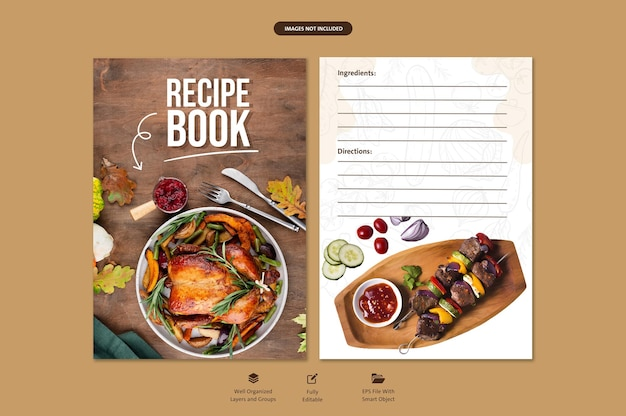 IMAGES NOT INCLUDED
RECIPE
BOOK
Ingredients:
Directions:
Well Organized
Layers and Groups
Fully
Editable
EPS File With
Smart Object